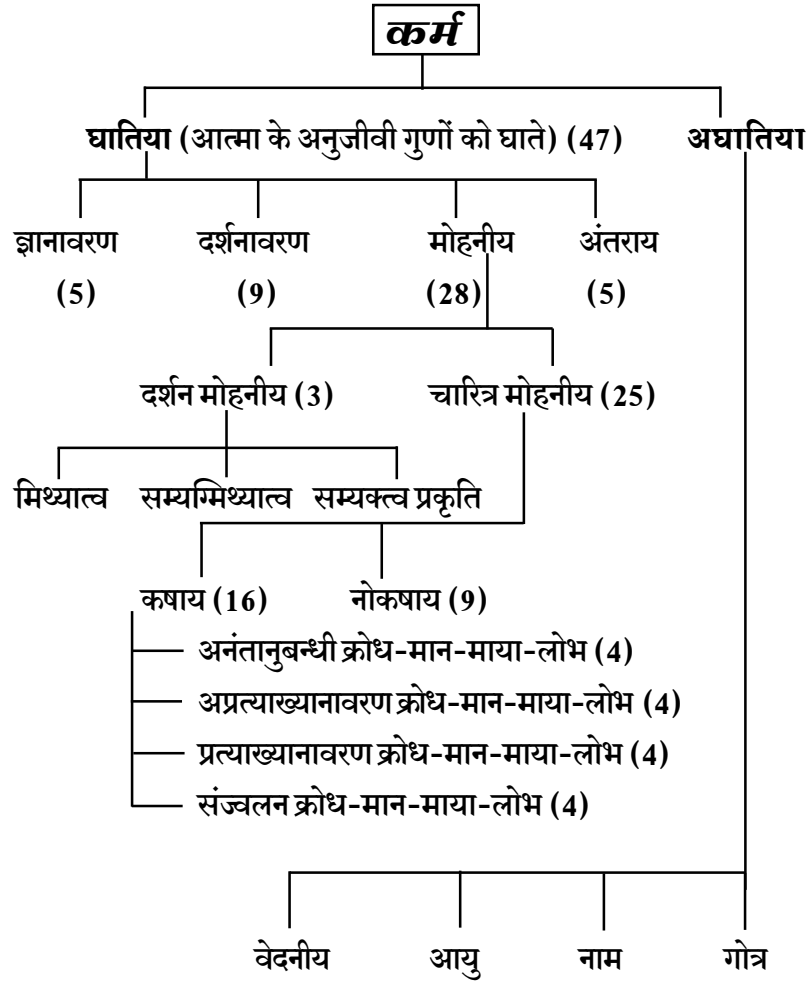 कर्म
घातिया (आत्मा के अनुजीवी गुणों को घाते) (47) अघातिया
ज्ञानावरण दर्शनावरण मोहनीय अंतराय
(5) (9) (28) (5)
दर्शन मोहनीय (3) चारित्र मोहनीय (25)
मिथ्यात्व सम्यग्मिथ्यात्व सम्यक्त्व प्रकृति
कषाय (16) नोकषाय (9)
अनंतानुबन्धी क्रोध-मान-माया-लोभ (4)
अप्रत्याख्यानावरण क्रोध-मान-माया-लोभ (4)
प्रत्याख्यानावरण क्रोध-मान-माया-लोभ (4)
संज्वलन क्रोध-मान-माया-लोभ (4)
वेदनीय आयु नाम गोत्र